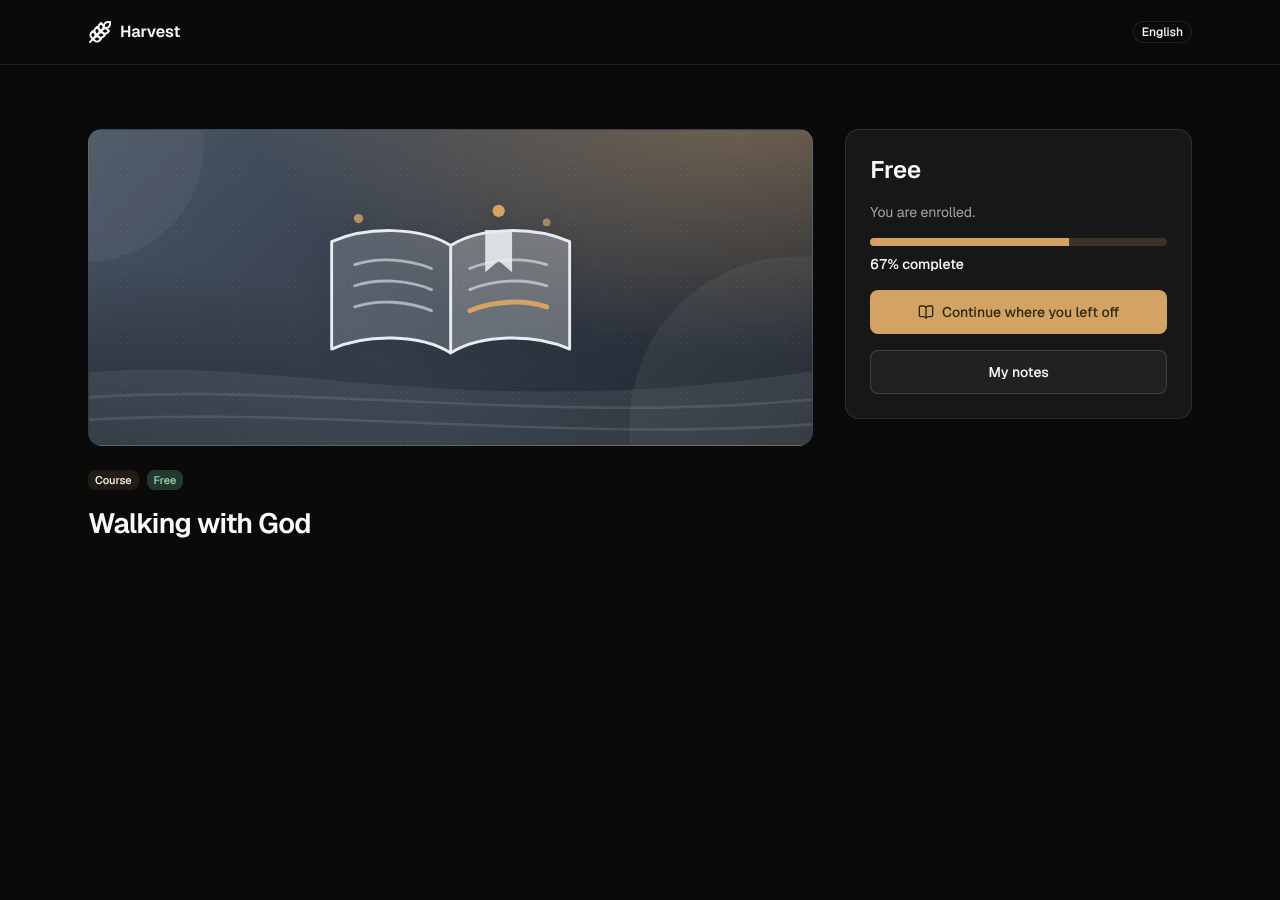 Harvest
English
Free
You are enrolled.
67% complete
Continue where you left off
My notes
Course
Free
Walking with God